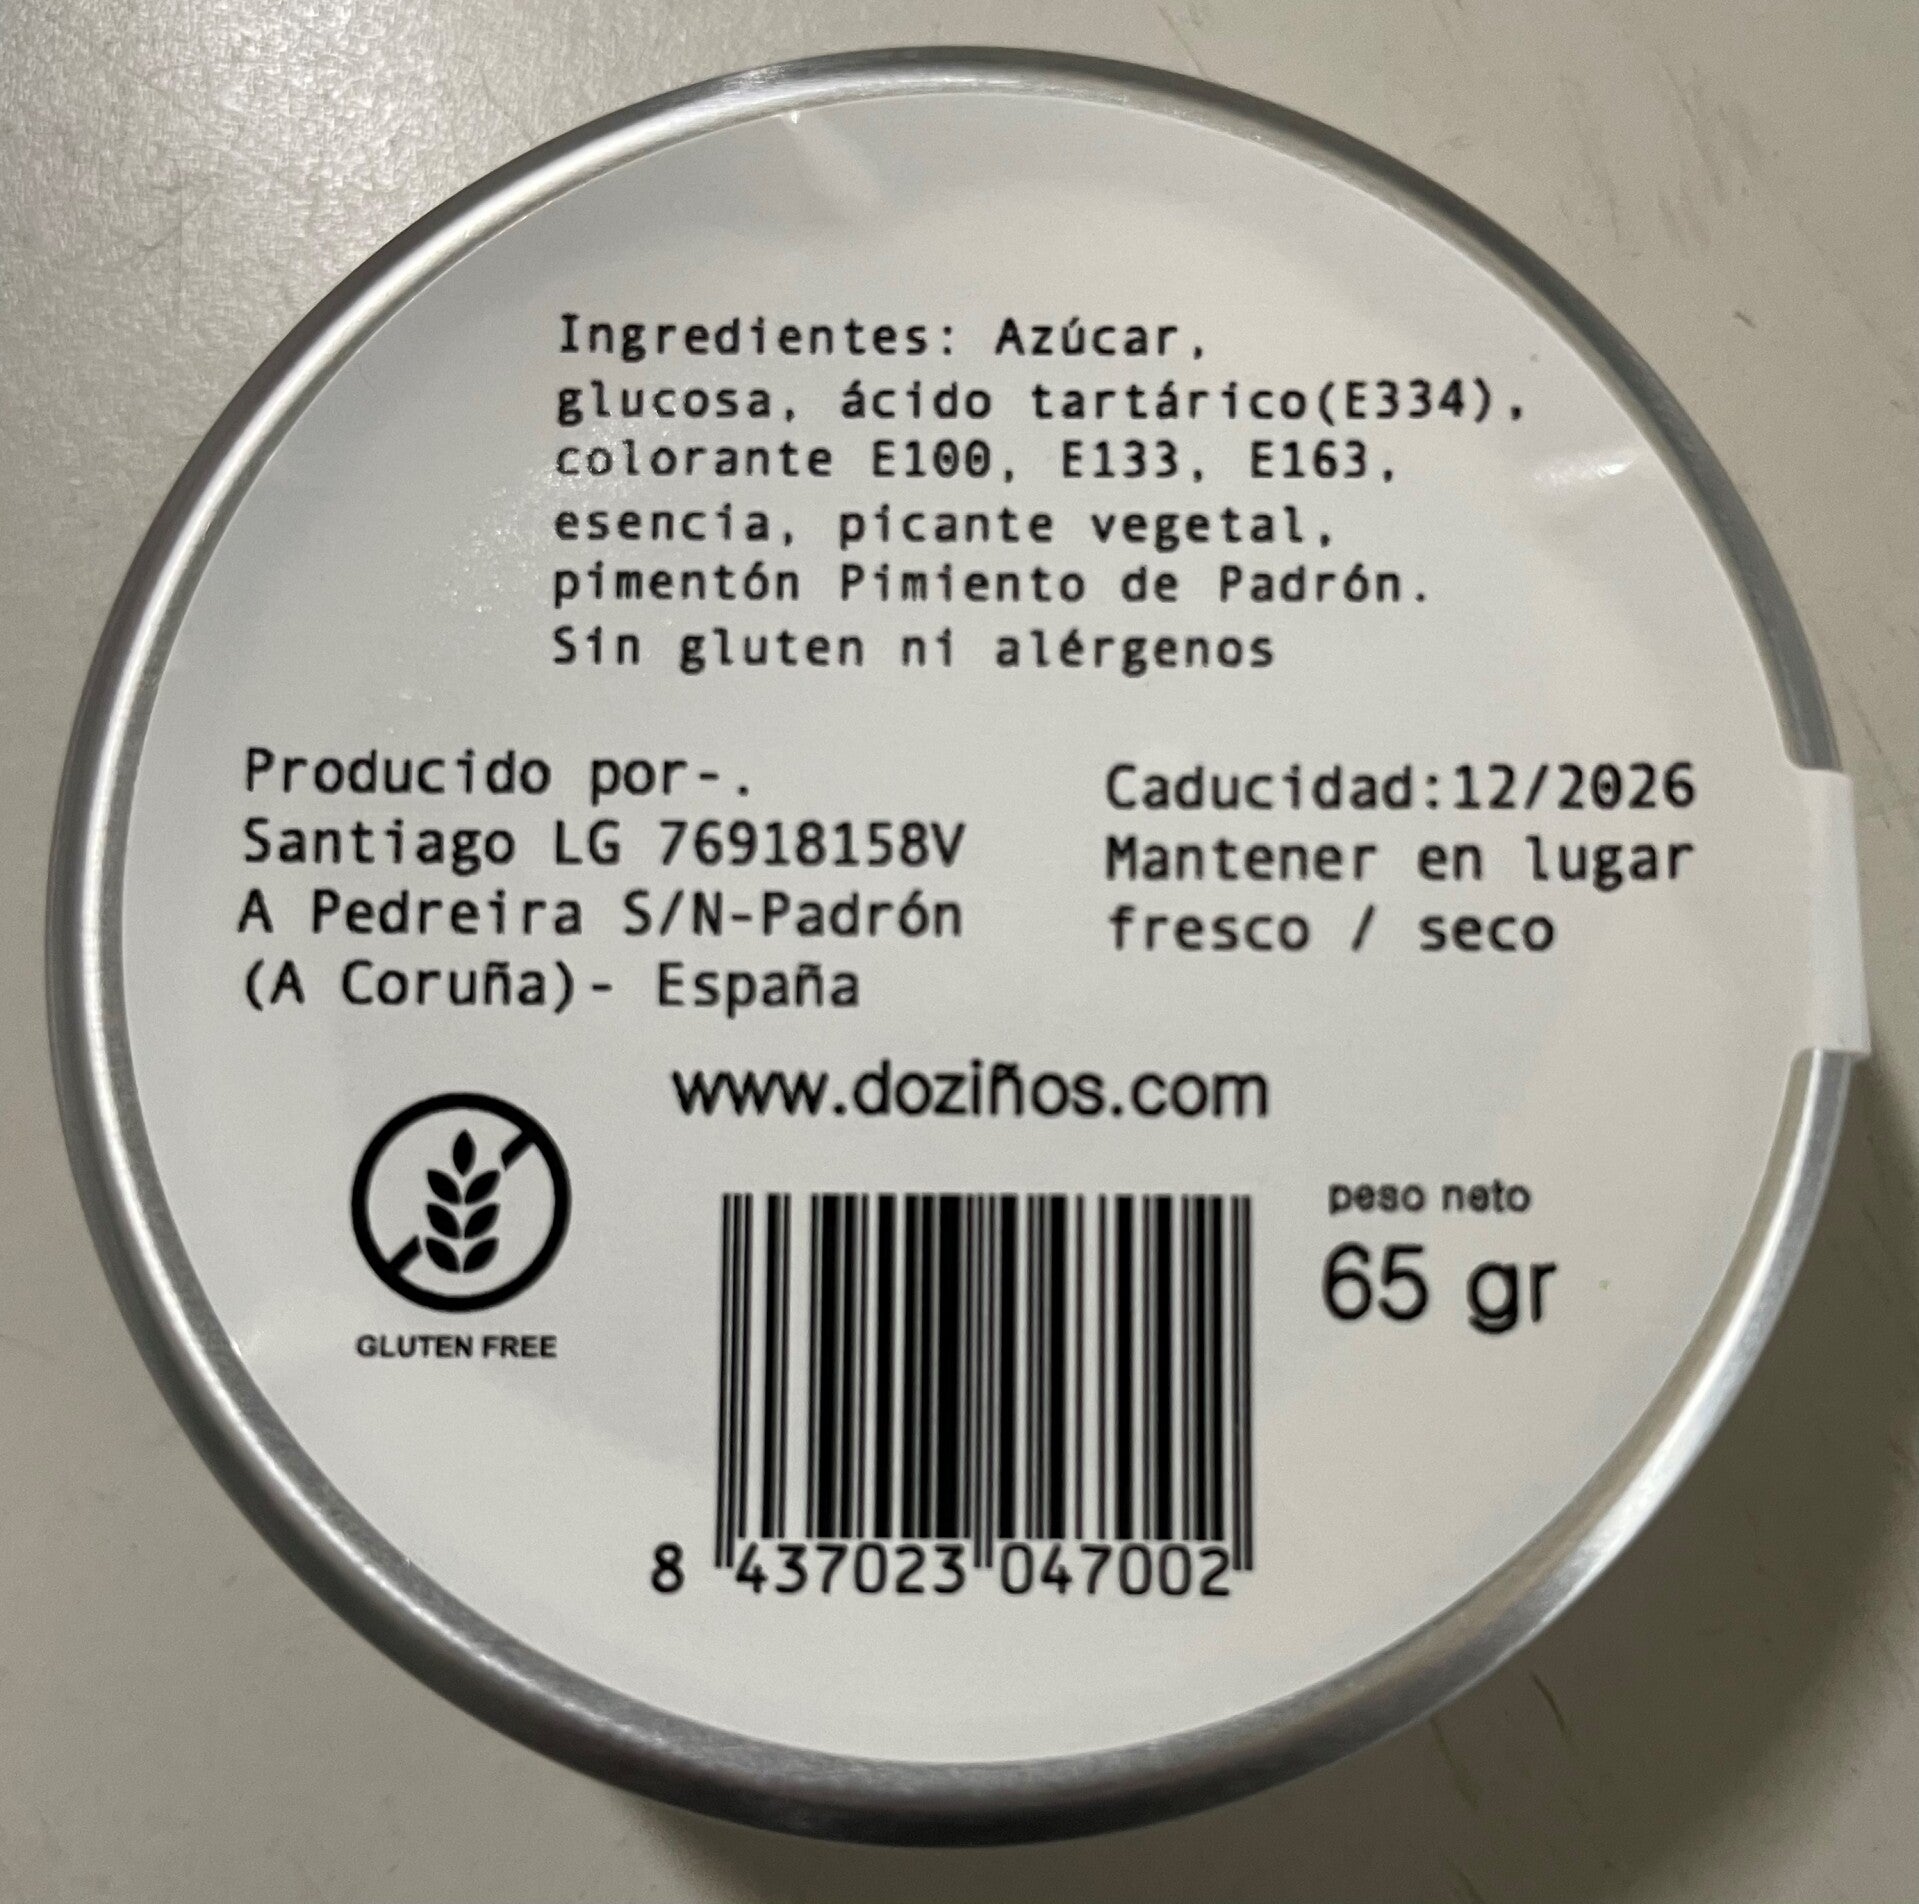 Ingredientes: Azúcar,
glucosa, ácido tartárico(E334),
colorante E100, E133, E163,
esencia, picante vegetal,
pimentón Pimiento de Padrón.
Sin gluten ni alérgenos
Producido por-.
Santiago LG 76918158V
A Pedreira S/N-Padrón
(A Coruña)- España
Caducidad:12/2026
Mantener en lugar
fresco / seco
www.doziños.com
GLUTEN FREE
peso neto
65 gr
8 437023 047002